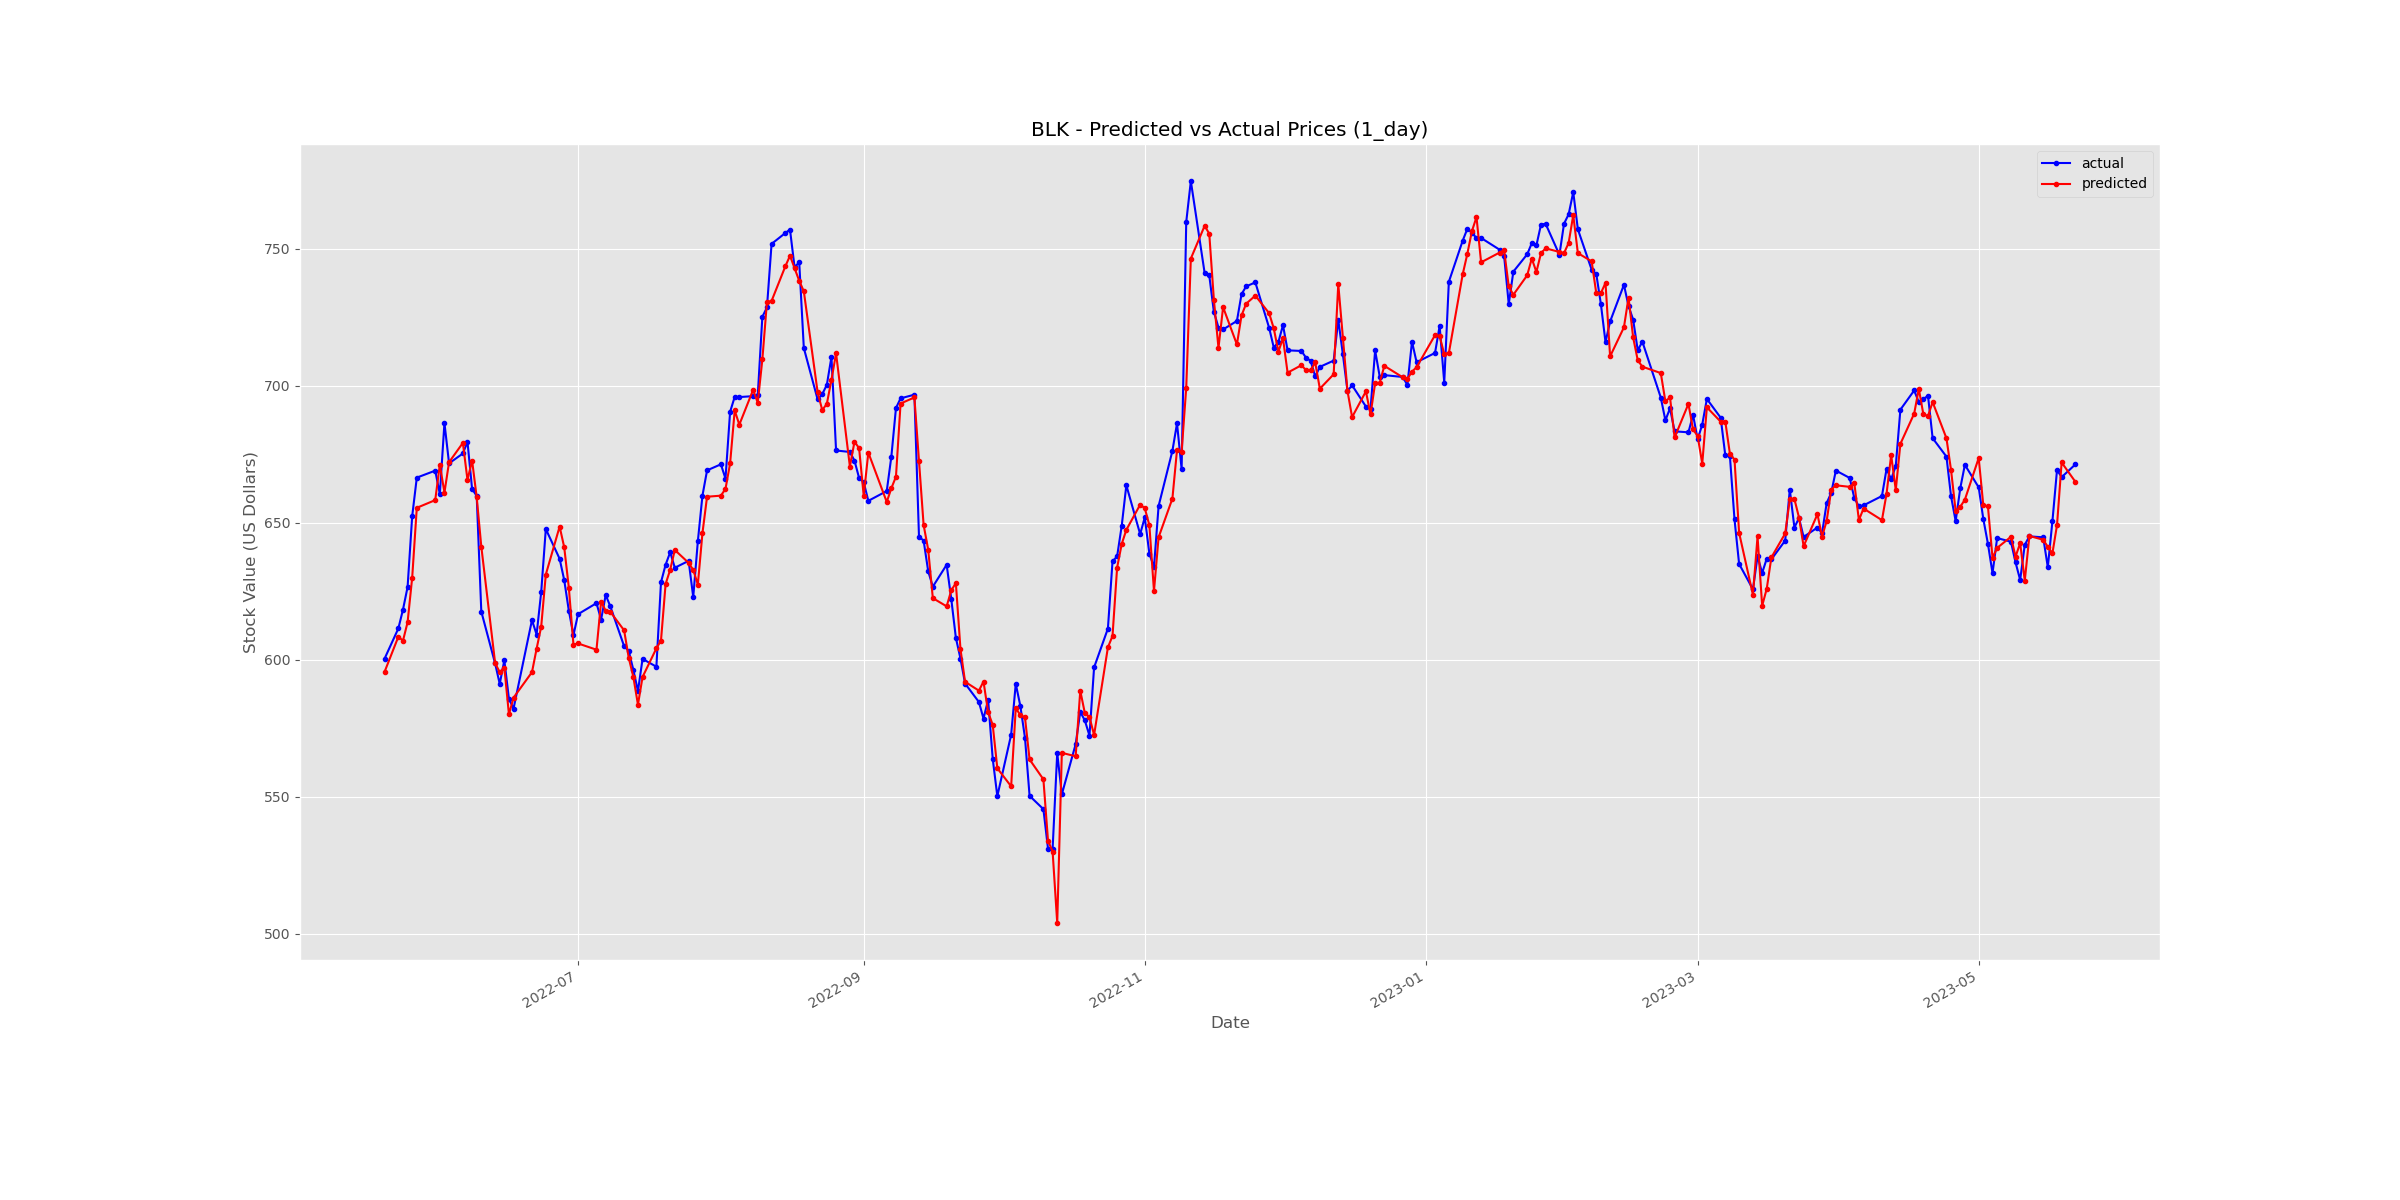 BLK - Predicted vs Actual Prices (1_day)
actual
predicted
Stock Value (US Dollars)
750
700
650
600
550
500
2022-07
2022-09
2022-11
2023-01
2023-03
2023-05
Date